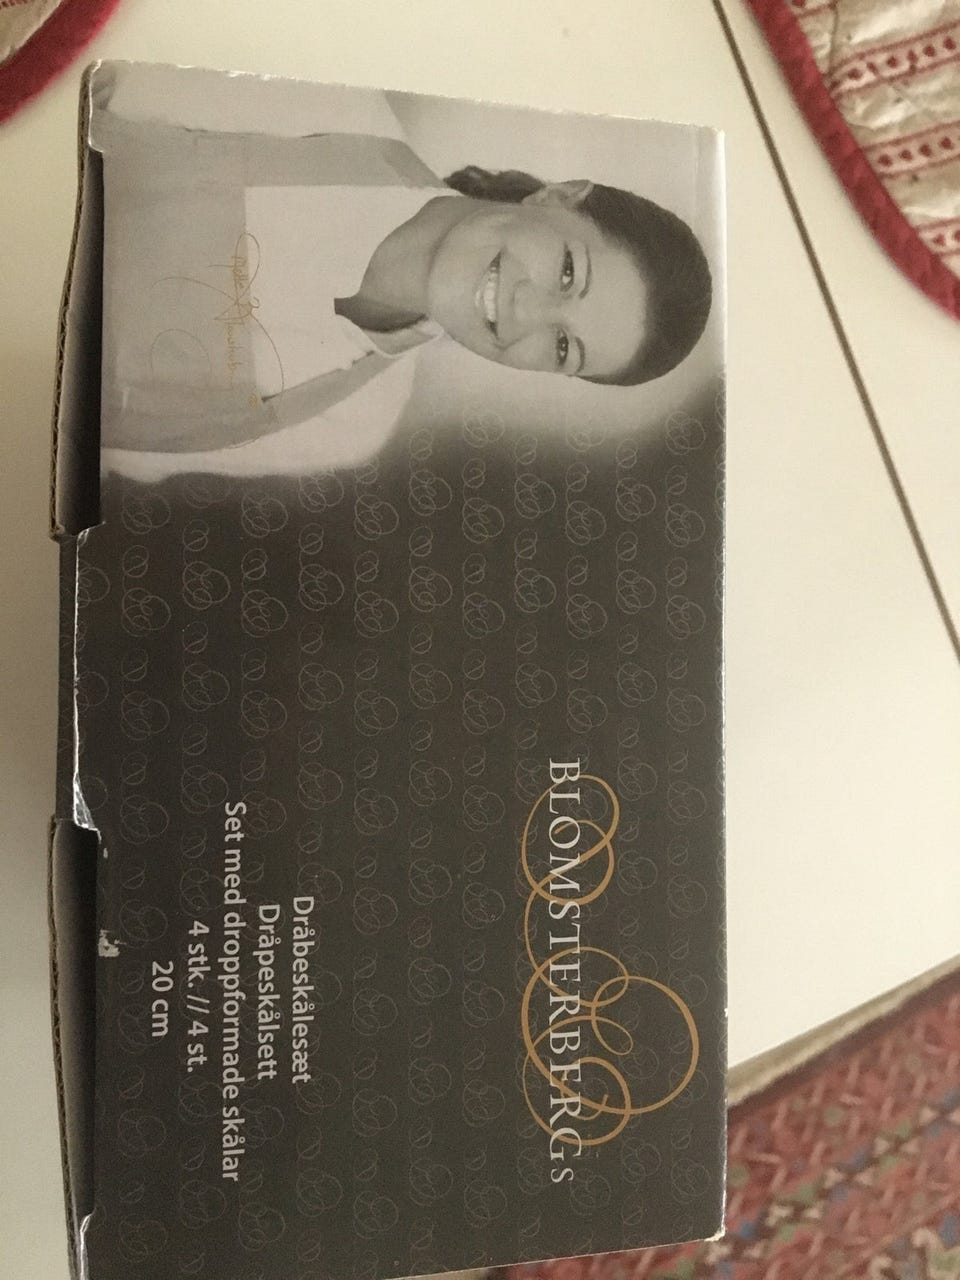 BLOMSTERBERGS
Dråbeskålesæt
Dråpeskålsett
Set med droppformade skålar
4 stk. // 4 st.
20 cm